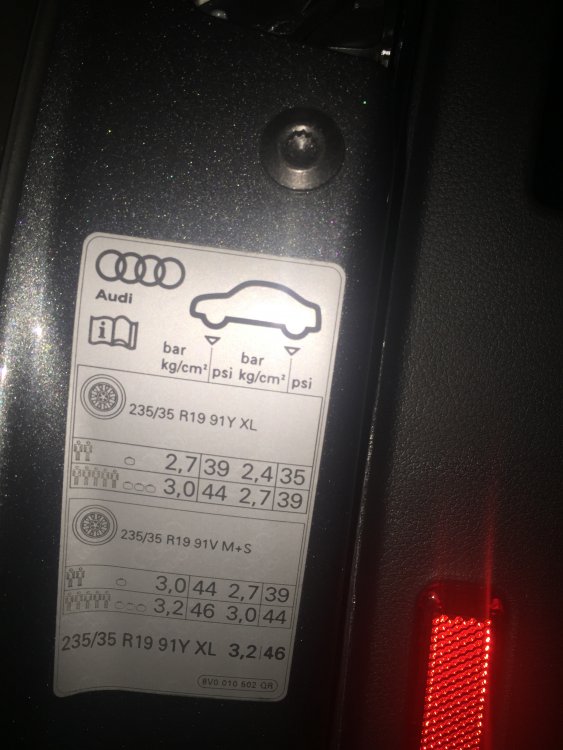 Audi
i
bar bar
kg/cm² psi kg/cm² psi
235/35 R19 91Y XL
2,7 39 2,4 35
3,0 44 2,7 39
235/35 R19 91V M+S
3,0 44 2,7 39
3,2 46 3,0 44
235/35 R19 91Y XL 3,2 46
8V0 010 502 QR